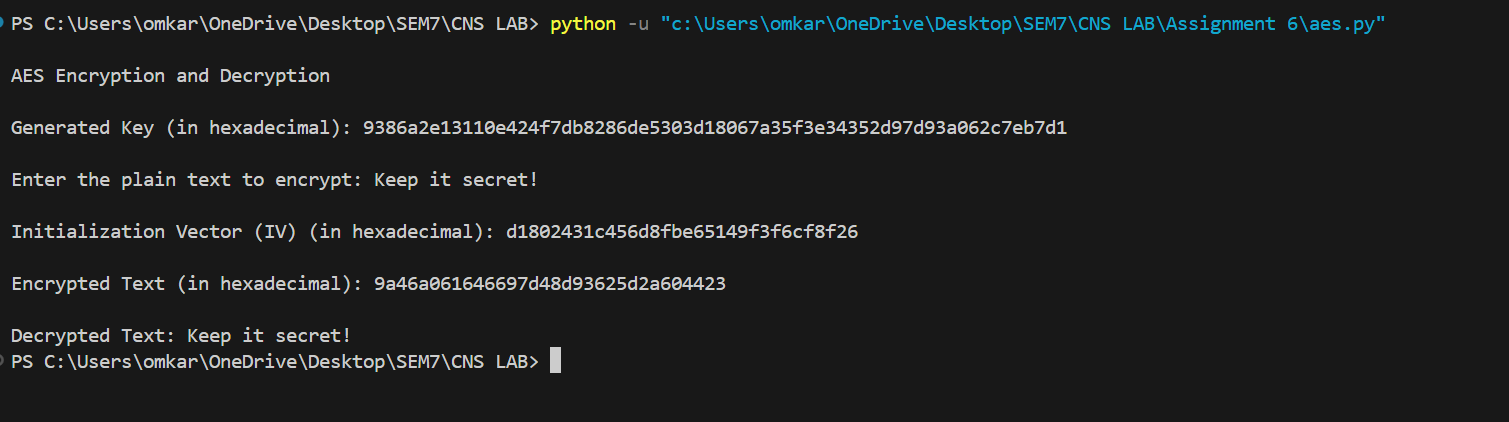 PS C:\Users\omkar\OneDrive\Desktop\SEM7\CNS LAB> python -u "c:\Users\omkar\OneDrive\Desktop\SEM7\CNS LAB\Assignment 6\aes.py"
AES Encryption and Decryption
Generated Key (in hexadecimal): 9386a2e13110e424f7db8286de5303d18067a35f3e34352d97d93a062c7eb7d1
Enter the plain text to encrypt: Keep it secret!
Initialization Vector (IV) (in hexadecimal): d1802431c456d8fbe65149f3f6cf8f26
Encrypted Text (in hexadecimal): 9a46a061646697d48d93625d2a604423
Decrypted Text: Keep it secret!
PS C:\Users\omkar\OneDrive\Desktop\SEM7\CNS LAB>